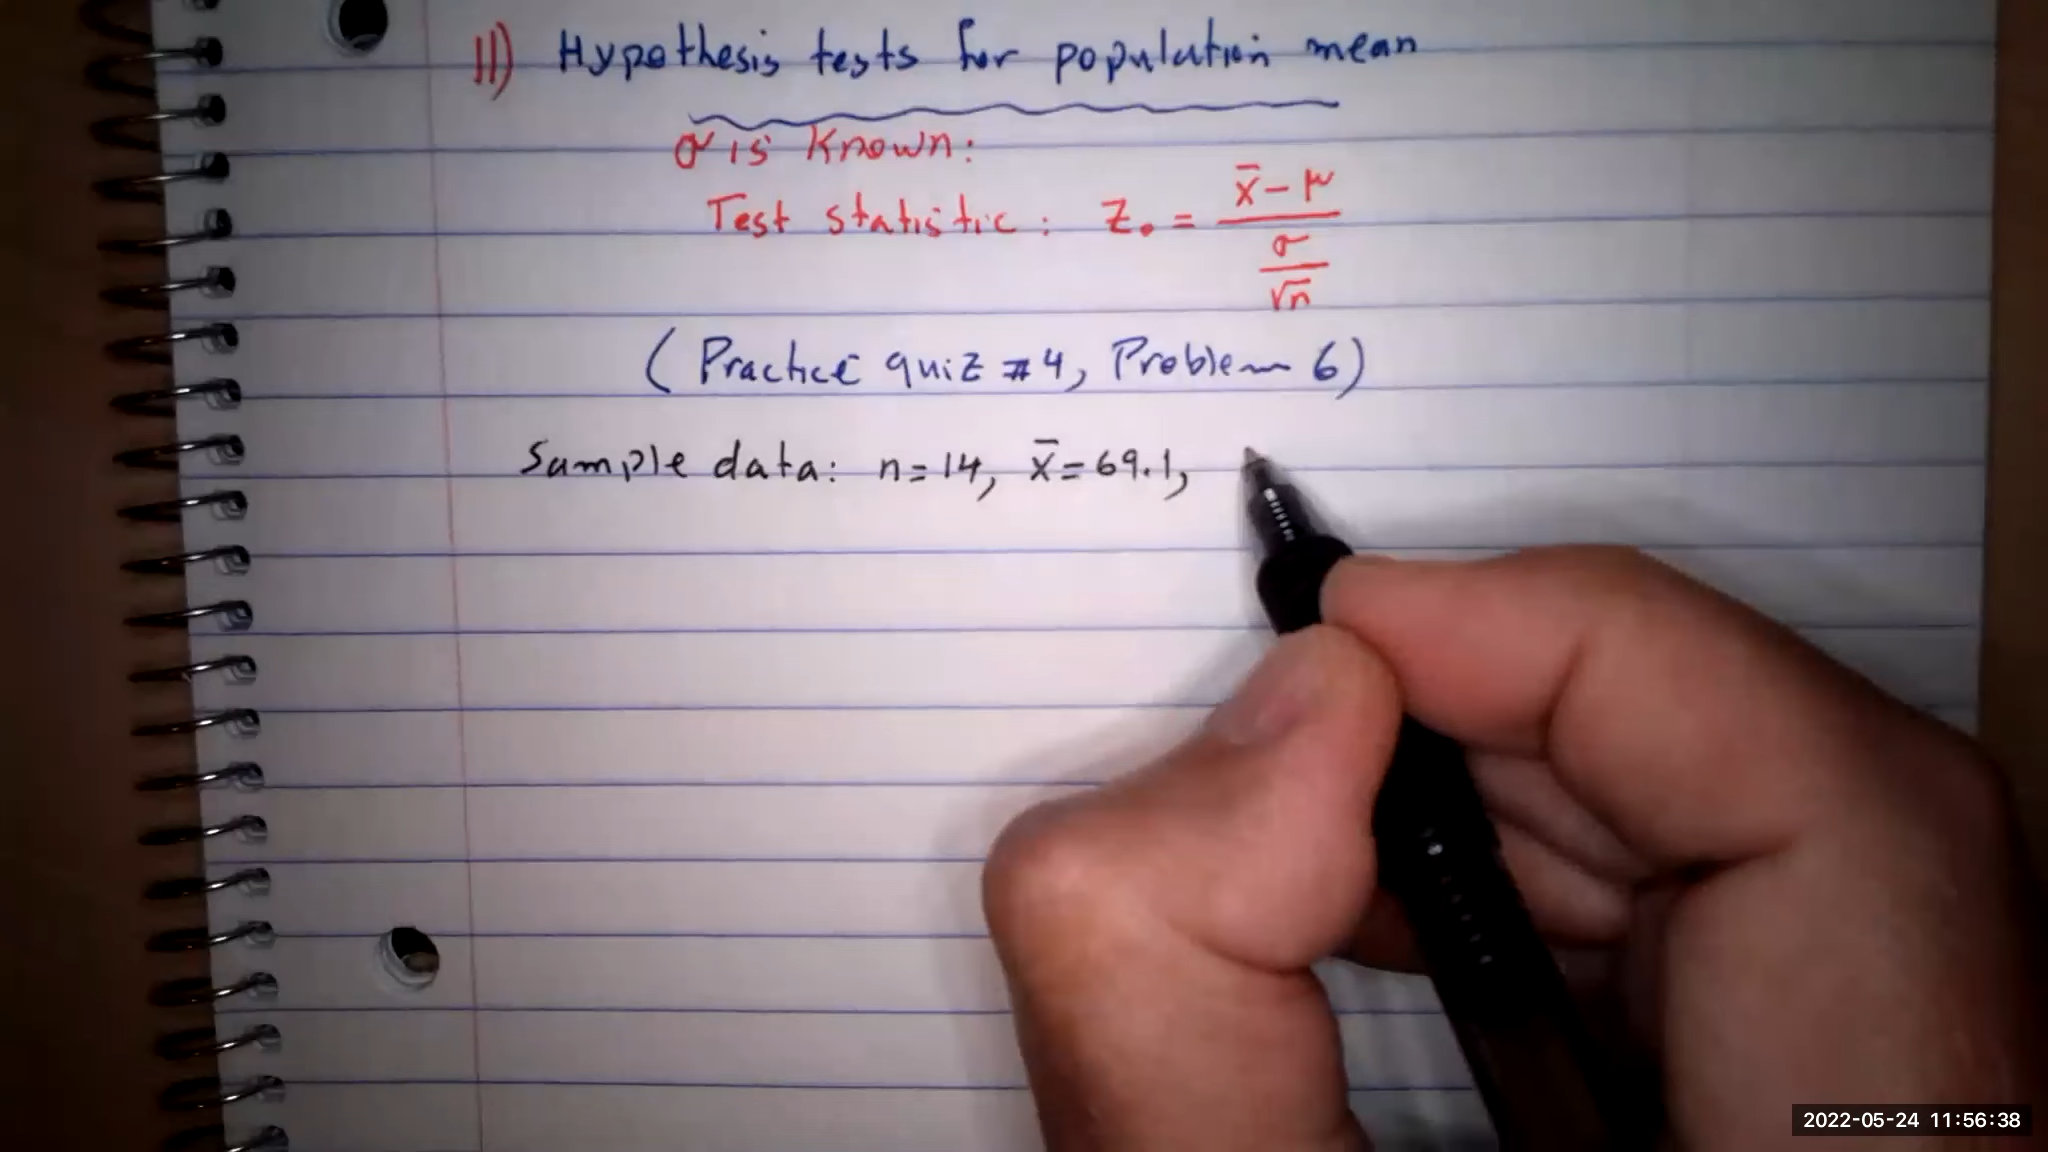 11) Hypothesis tests for population mean
σ is known:
Test statistic: z₀ = (x̄ - μ) / (σ / √n)
(Practice quiz #4, Problem 6)
Sample data: n=14, x̄=69.1,
2022-05-24 11:56:38